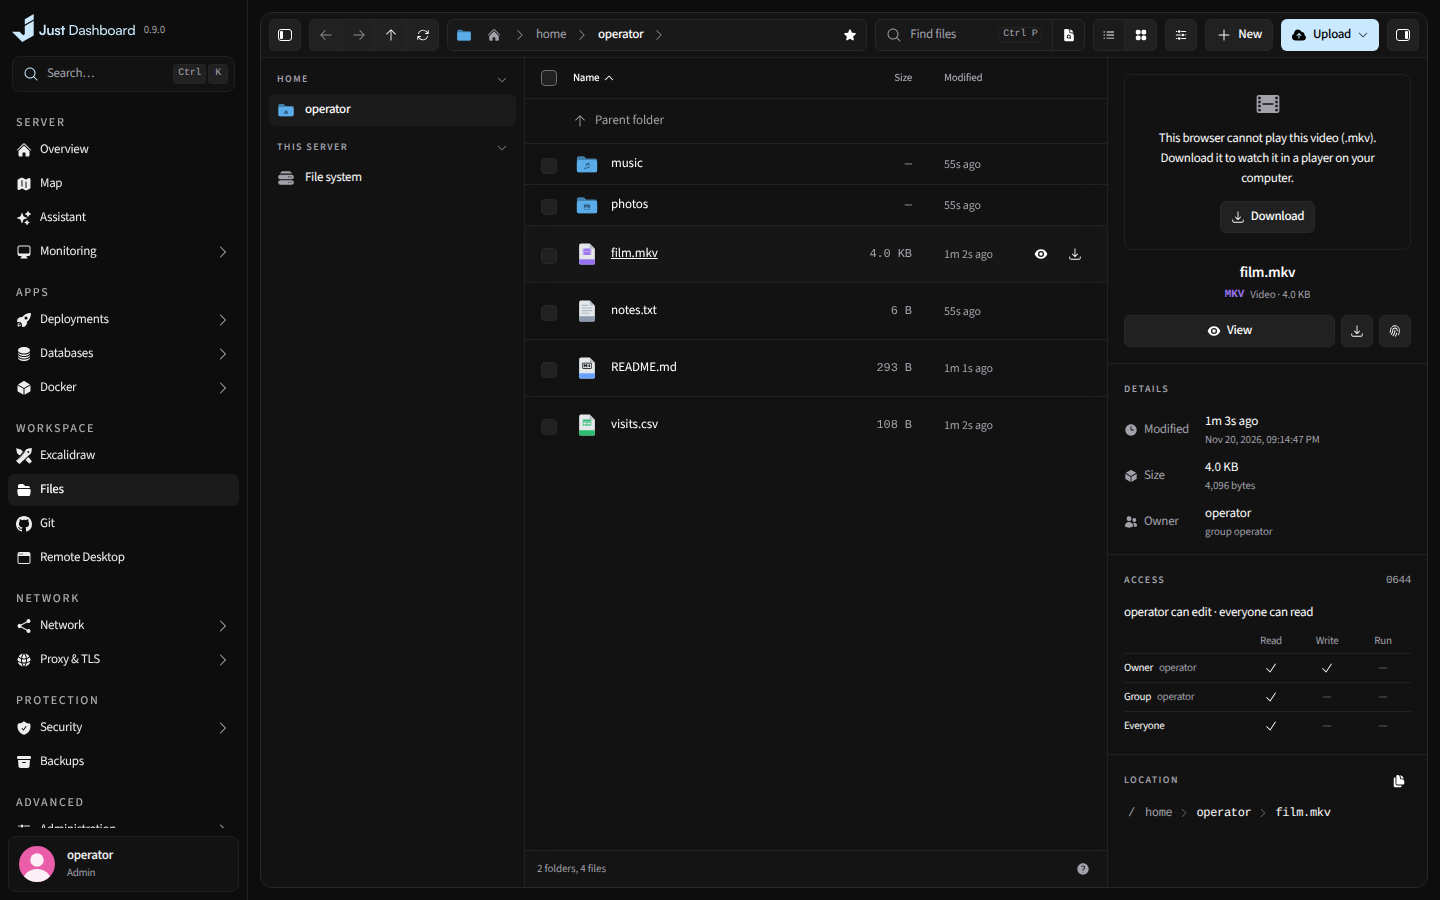 Just Dashboard 0.9.0
Search… Ctrl K
SERVER
Overview
Map
Assistant
Monitoring
APPS
Deployments
Databases
Docker
WORKSPACE
Excalidraw
Files
Git
Remote Desktop
NETWORK
Network
Proxy & TLS
PROTECTION
Security
Backups
ADVANCED
Administration
operator
Admin
home operator
Find files Ctrl P
New
Upload
HOME
operator
THIS SERVER
File system
Name Size Modified
Parent folder
music – 55s ago
photos – 55s ago
film.mkv 4.0 KB 1m 2s ago
notes.txt 6 B 55s ago
README.md 293 B 1m 1s ago
visits.csv 108 B 1m 2s ago
2 folders, 4 files
This browser cannot play this video (.mkv).
Download it to watch it in a player on your
computer.
Download
film.mkv
MKV Video · 4.0 KB
View
DETAILS
Modified 1m 3s ago
Nov 20, 2026, 09:14:47 PM
Size 4.0 KB
4,096 bytes
Owner operator
group operator
ACCESS 0644
operator can edit · everyone can read
Read Write Run
Owner operator –
Group operator – –
Everyone – –
LOCATION
/ home operator film.mkv